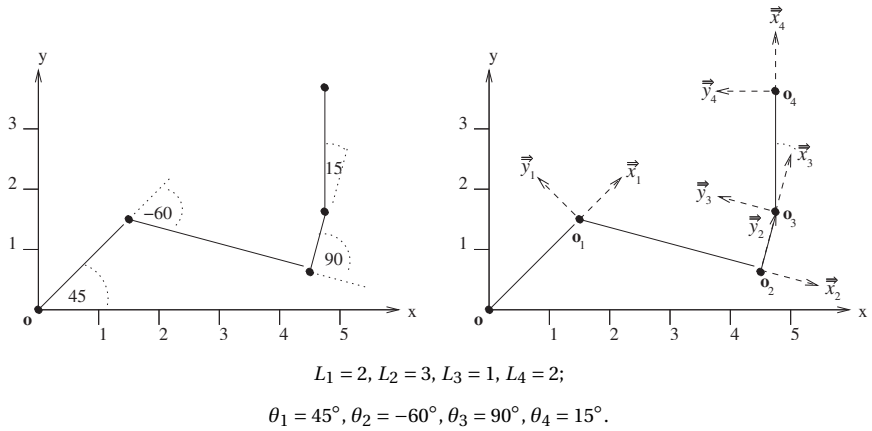 y
3
2
1
45
−60
90
15
o
1
2
3
4
5
x
y
3
2
1
y⃗₁
x⃗₁
o₁
x⃗₄
y⃗₄
o₄
x⃗₃
y⃗₃
o₃
y⃗₂
o₂
x⃗₂
o
1
2
3
4
5
x
L₁ = 2, L₂ = 3, L₃ = 1, L₄ = 2;
θ₁ = 45°, θ₂ = −60°, θ₃ = 90°, θ₄ = 15°.